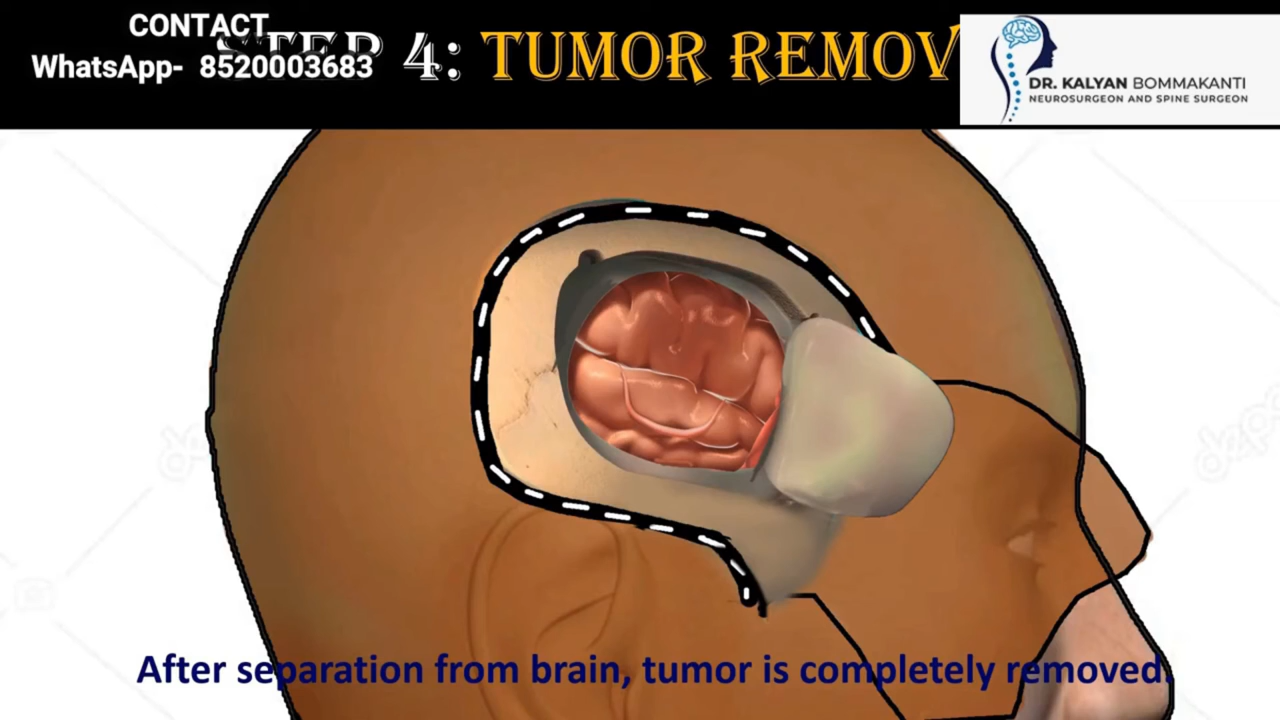 CONTACT
WhatsApp- 8520003683
STEP 4: TUMOR REMOV
DR. KALYAN BOMMAKANTI
NEUROSURGEON AND SPINE SURGEON
After separation from brain, tumor is completely removed.